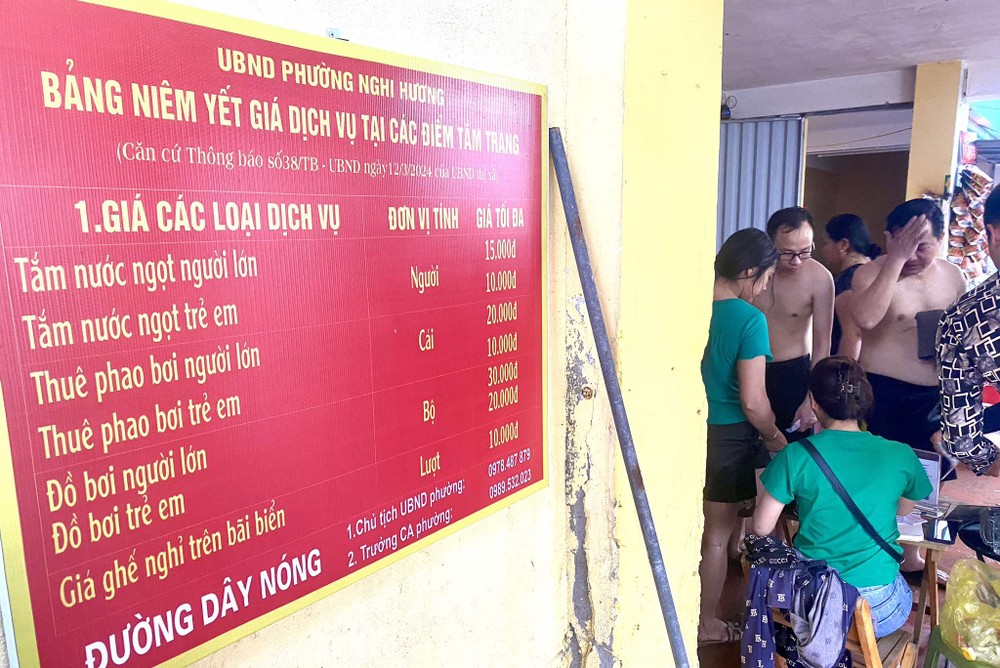 UBND PHƯỜNG NGHI HƯƠNG
BẢNG NIÊM YẾT GIÁ DỊCH VỤ TẠI CÁC ĐIỂM TẮM TRÁNG
(Căn cứ Thông báo số38/TB - UBND ngày12/3/2024 của UBND thị xã)
1.GIÁ CÁC LOẠI DỊCH VỤ ĐƠN VỊ TÍNH GIÁ TỐI ĐA
Tắm nước ngọt người lớn Người 15.000đ
Tắm nước ngọt trẻ em 10.000đ
Thuê phao bơi người lớn Cái 20.000đ
Thuê phao bơi trẻ em 10.000đ
Đồ bơi người lớn Bộ 30.000đ
Đồ bơi trẻ em 20.000đ
Giá ghế nghỉ trên bãi biển Lượt 10.000đ
ĐƯỜNG DÂY NÓNG
1.Chủ tịch UBND phường: 0978.487 879
2. Trưởng CA phường: 0989.532.023